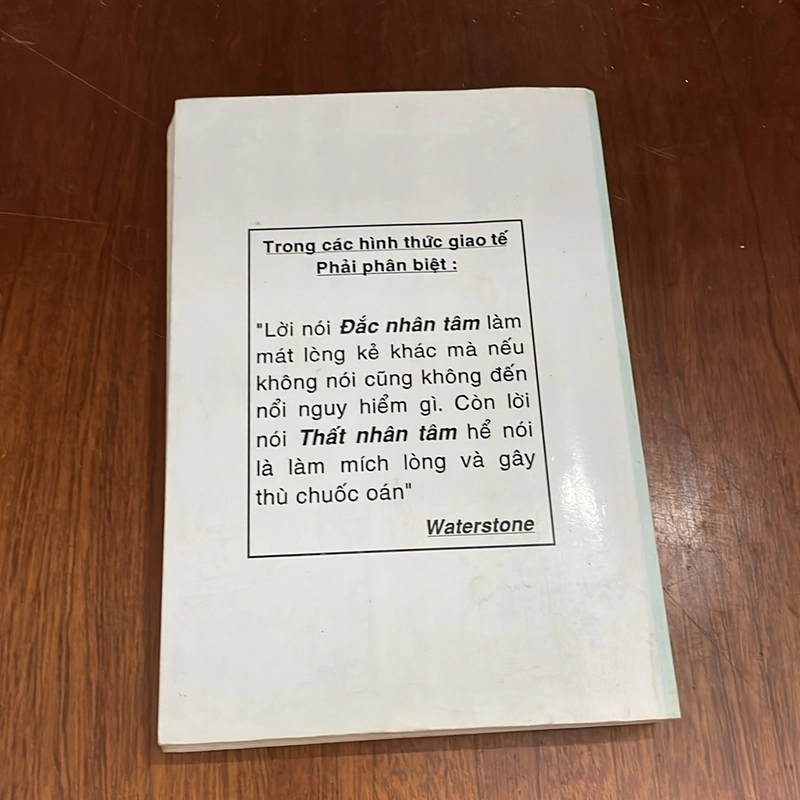 Trong các hình thức giao tế
Phải phân biệt :
"Lời nói Đắc nhân tâm làm
mát lòng kẻ khác mà nếu
không nói cũng không đến
nổi nguy hiểm gì. Còn lời
nói Thất nhân tâm hể nói
là làm mích lòng và gây
thù chuốc oán"
Waterstone